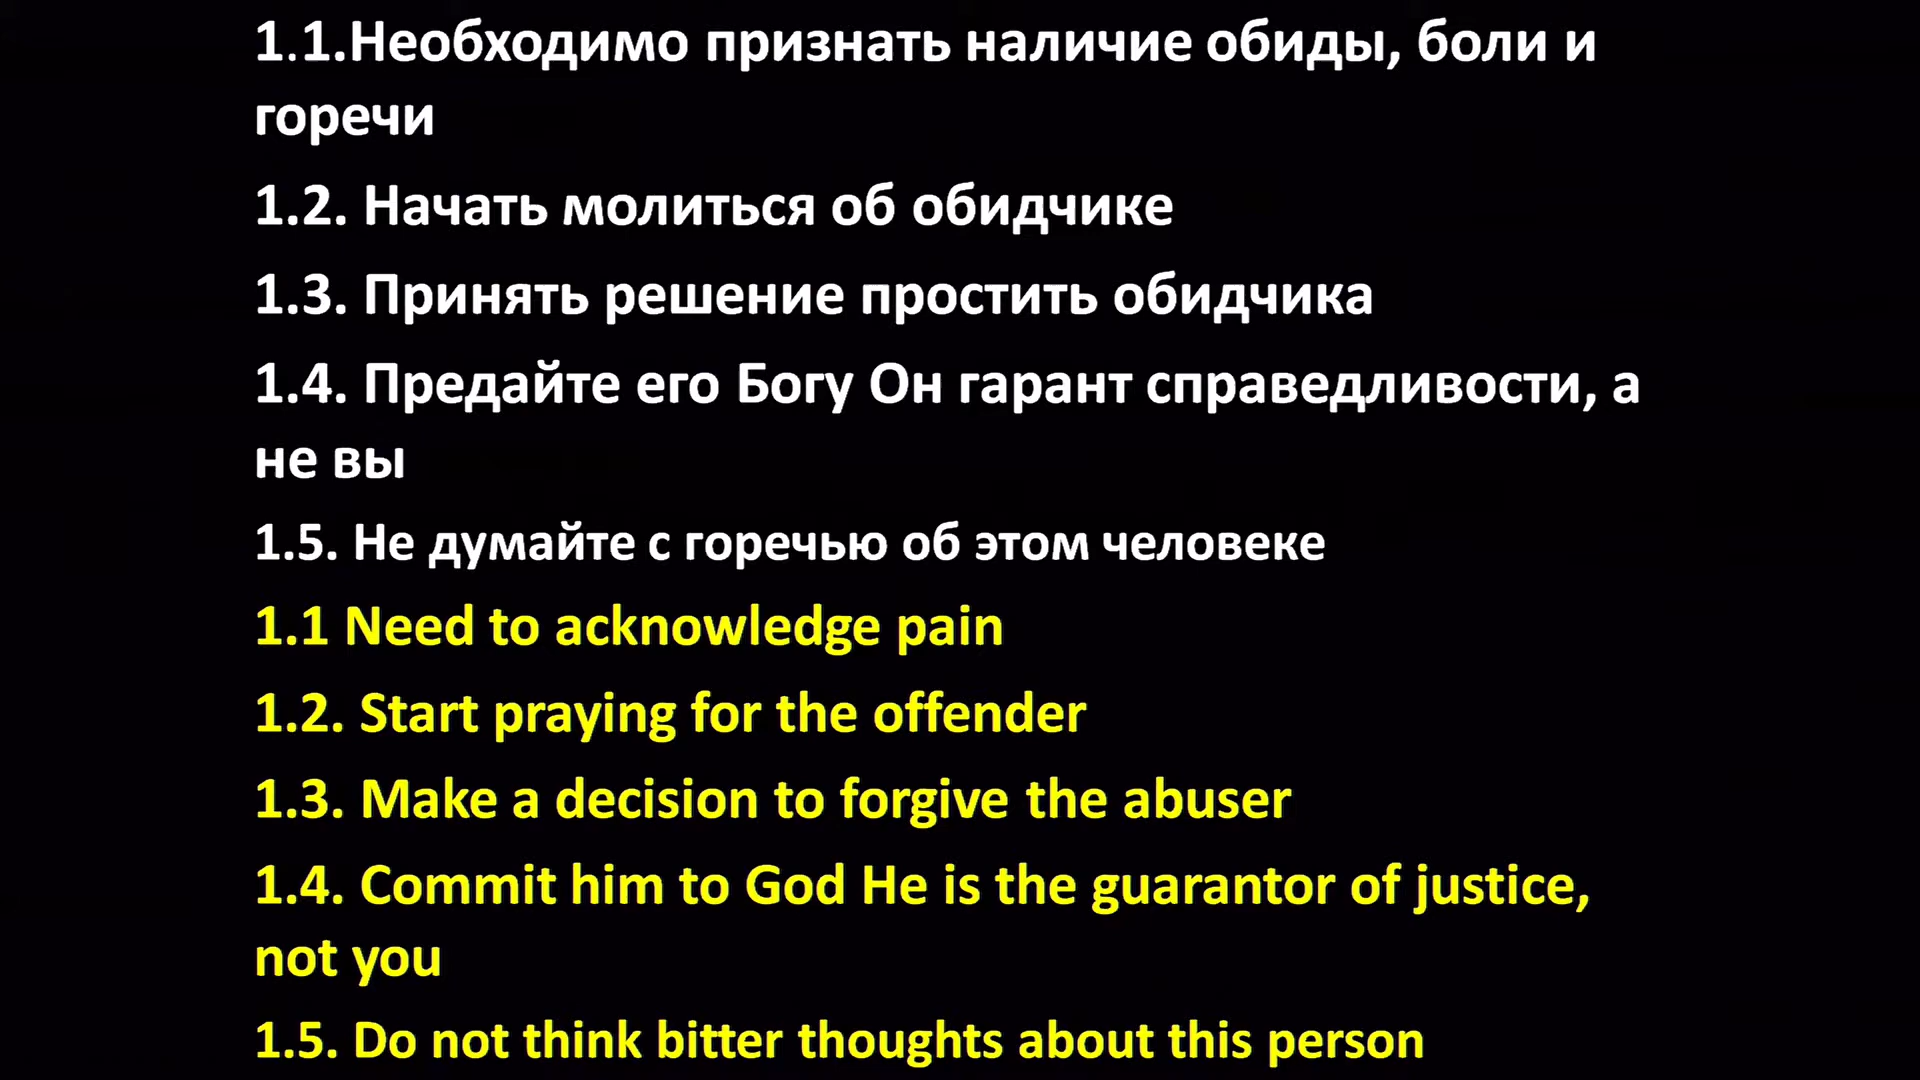 1.1.Необходимо признать наличие обиды, боли и
горечи
1.2. Начать молиться об обидчике
1.3. Принять решение простить обидчика
1.4. Предайте его Богу Он гарант справедливости, а
не вы
1.5. Не думайте с горечью об этом человеке
1.1 Need to acknowledge pain
1.2. Start praying for the offender
1.3. Make a decision to forgive the abuser
1.4. Commit him to God He is the guarantor of justice,
not you
1.5. Do not think bitter thoughts about this person